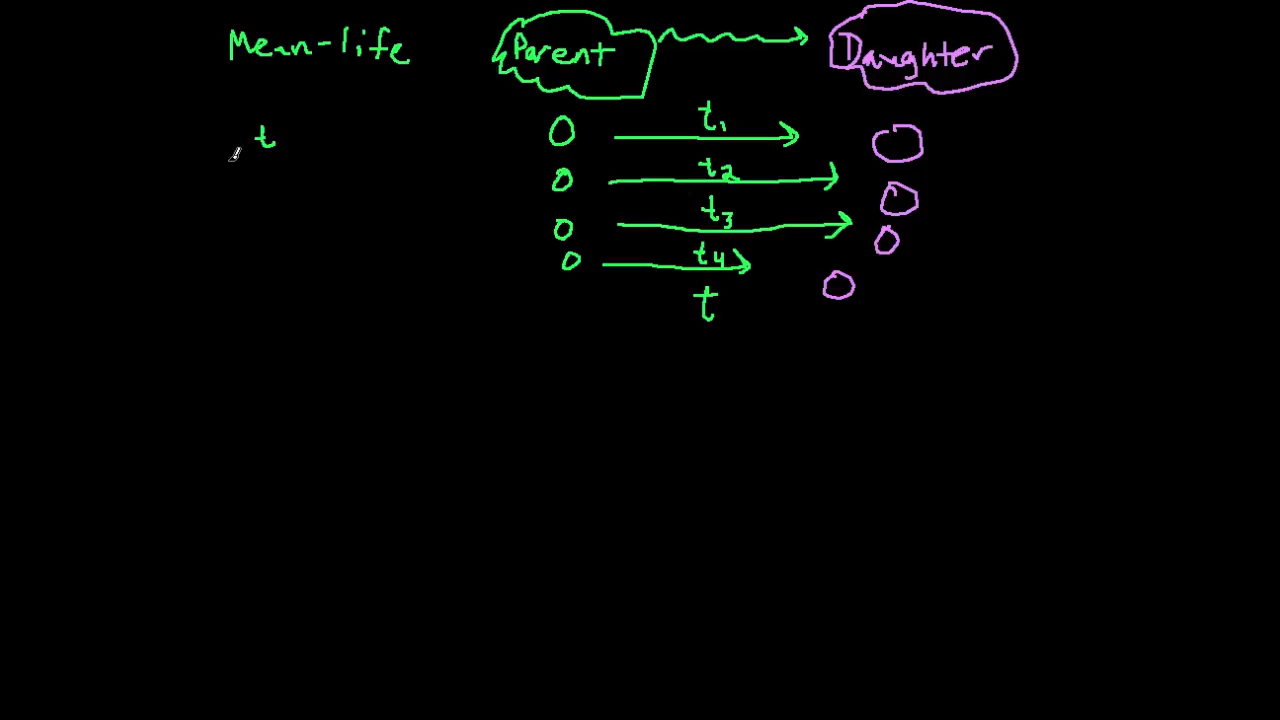 Mean-life Parent Daughter
t t₁
t₂
t₃
t₄
t